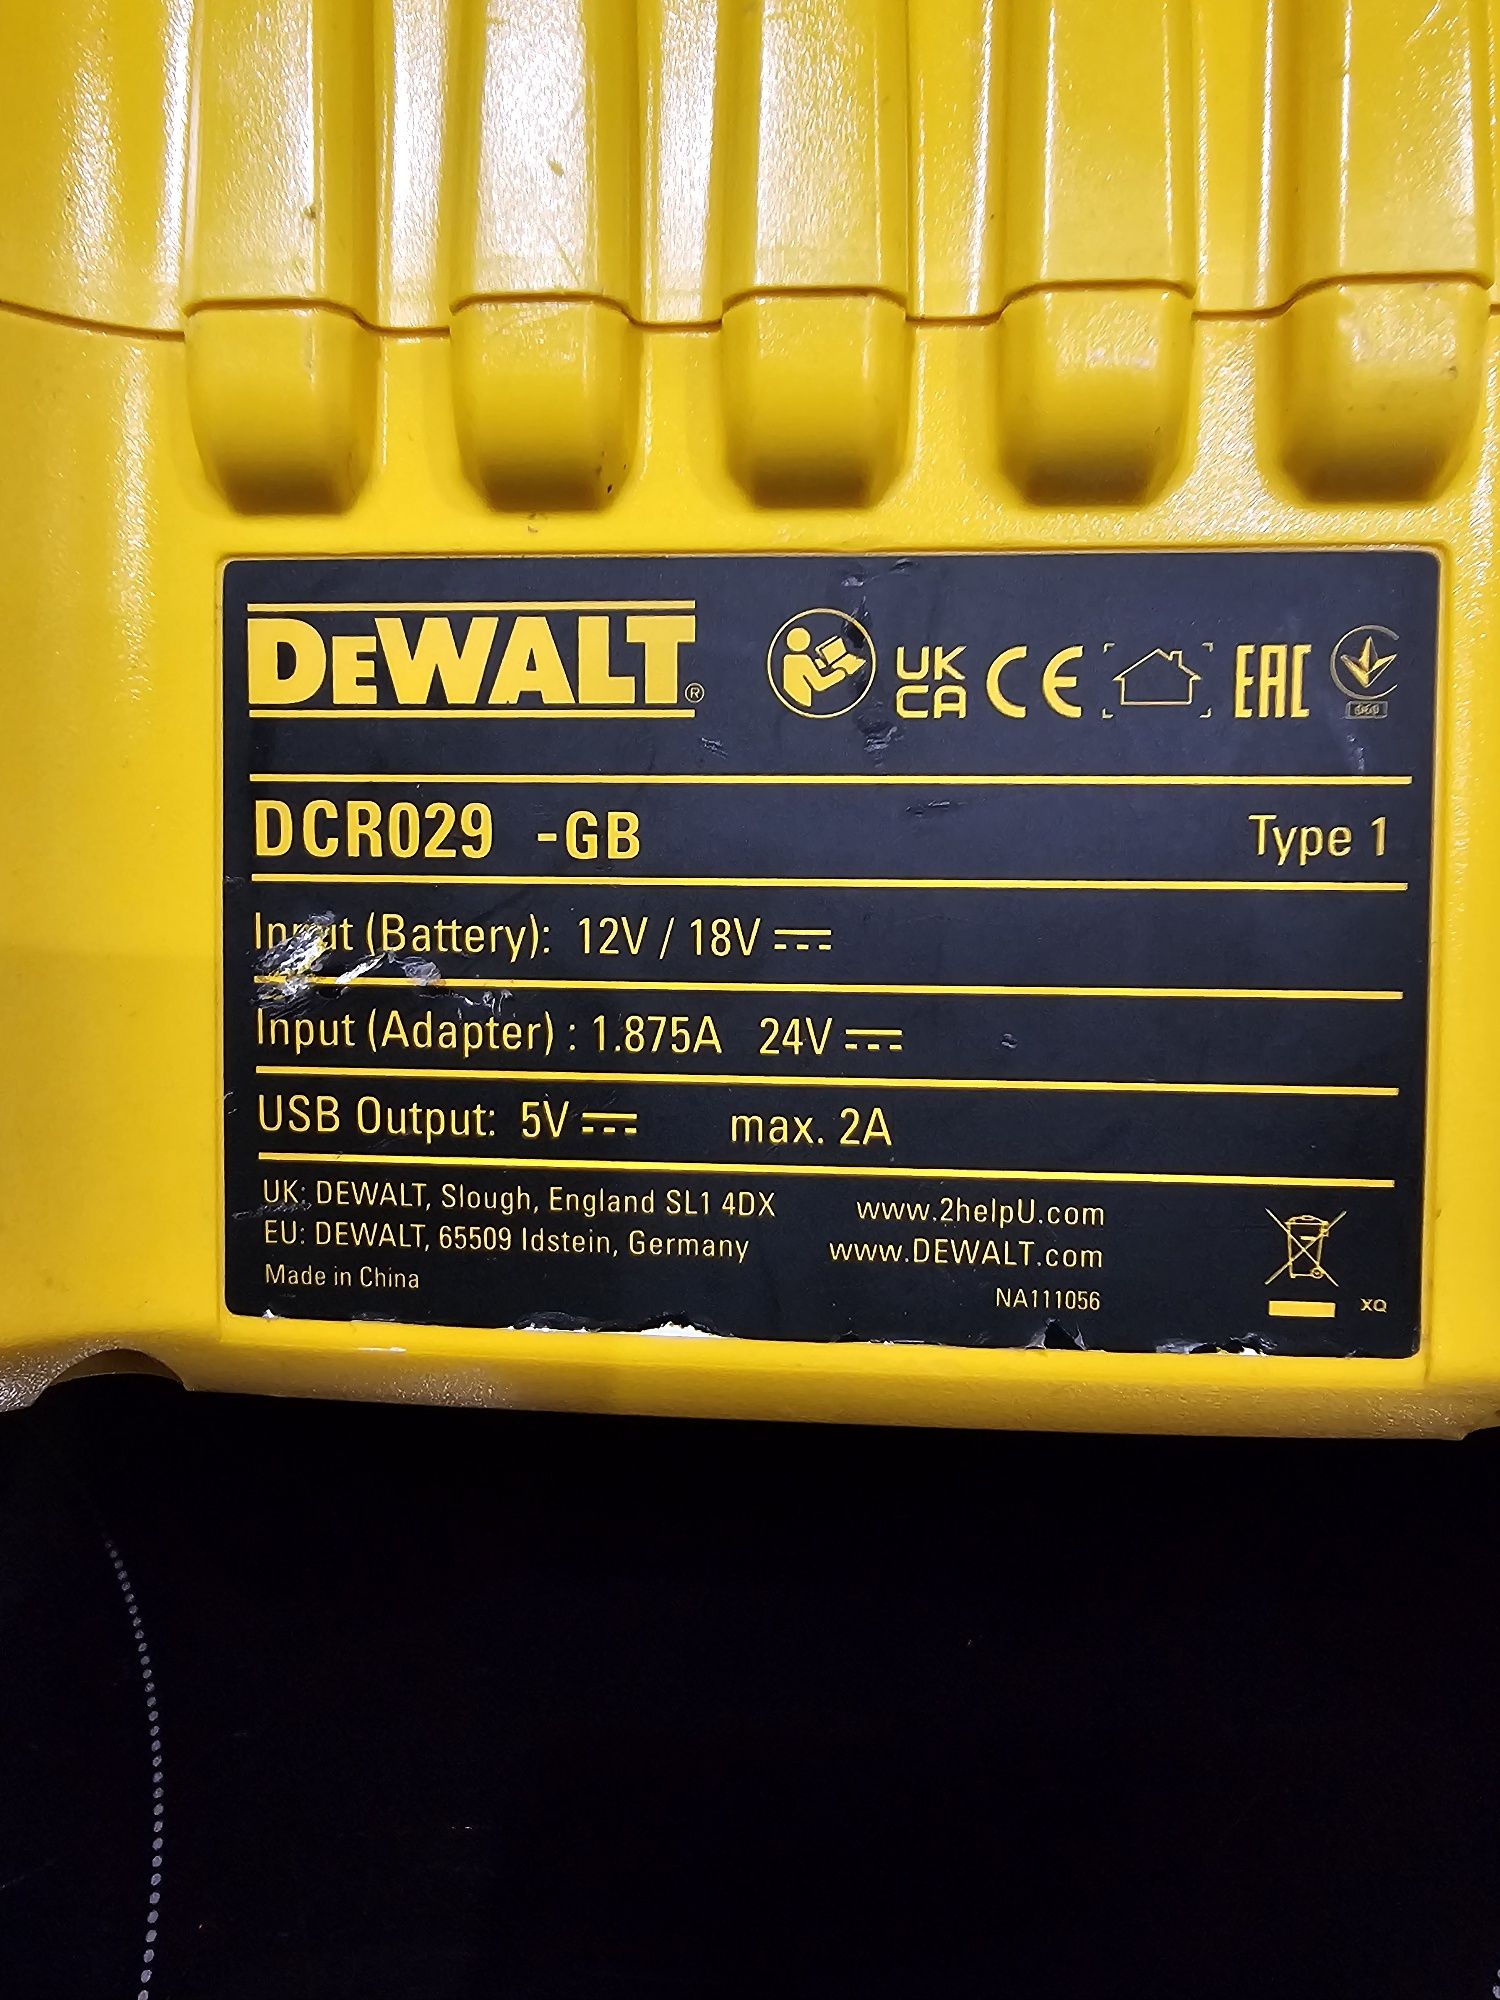 DEWALT®
UK CA CE EAC
DCR029 -GB Type 1
Input (Battery): 12V / 18V
Input (Adapter) : 1.875A 24V
USB Output: 5V max. 2A
UK: DEWALT, Slough, England SL1 4DX www.2helpU.com
EU: DEWALT, 65509 Idstein, Germany www.DEWALT.com
Made in China NA111056 XQ